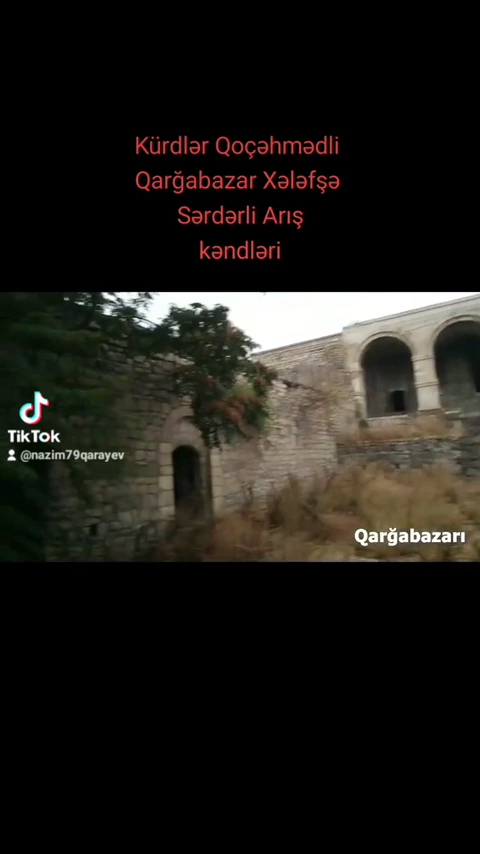 Kürdlər Qoçəhmədli
Qarğabazar Xələfşə
Sərdərli Arış
kəndləri
TikTok
@nazim79qarayev
Qarğabazarı